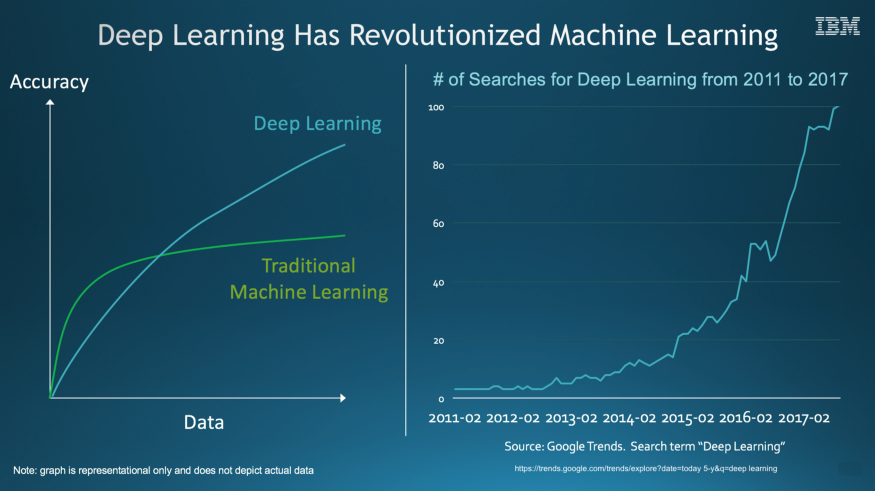 Deep Learning Has Revolutionized Machine Learning
IBM
Accuracy
Deep Learning
Traditional
Machine Learning
Data
Note: graph is representational only and does not depict actual data
# of Searches for Deep Learning from 2011 to 2017
100
80
60
40
20
0
2011-02 2012-02 2013-02 2014-02 2015-02 2016-02 2017-02
Source: Google Trends. Search term “Deep Learning”
https://trends.google.com/trends/explore?date=today 5-y&q=deep learning